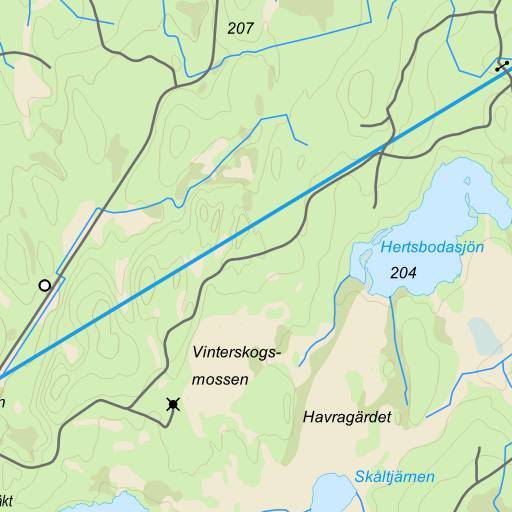 207
Hertsbodasjön
204
Vinterskogs-
mossen
Havragärdet
Skåltjärnen